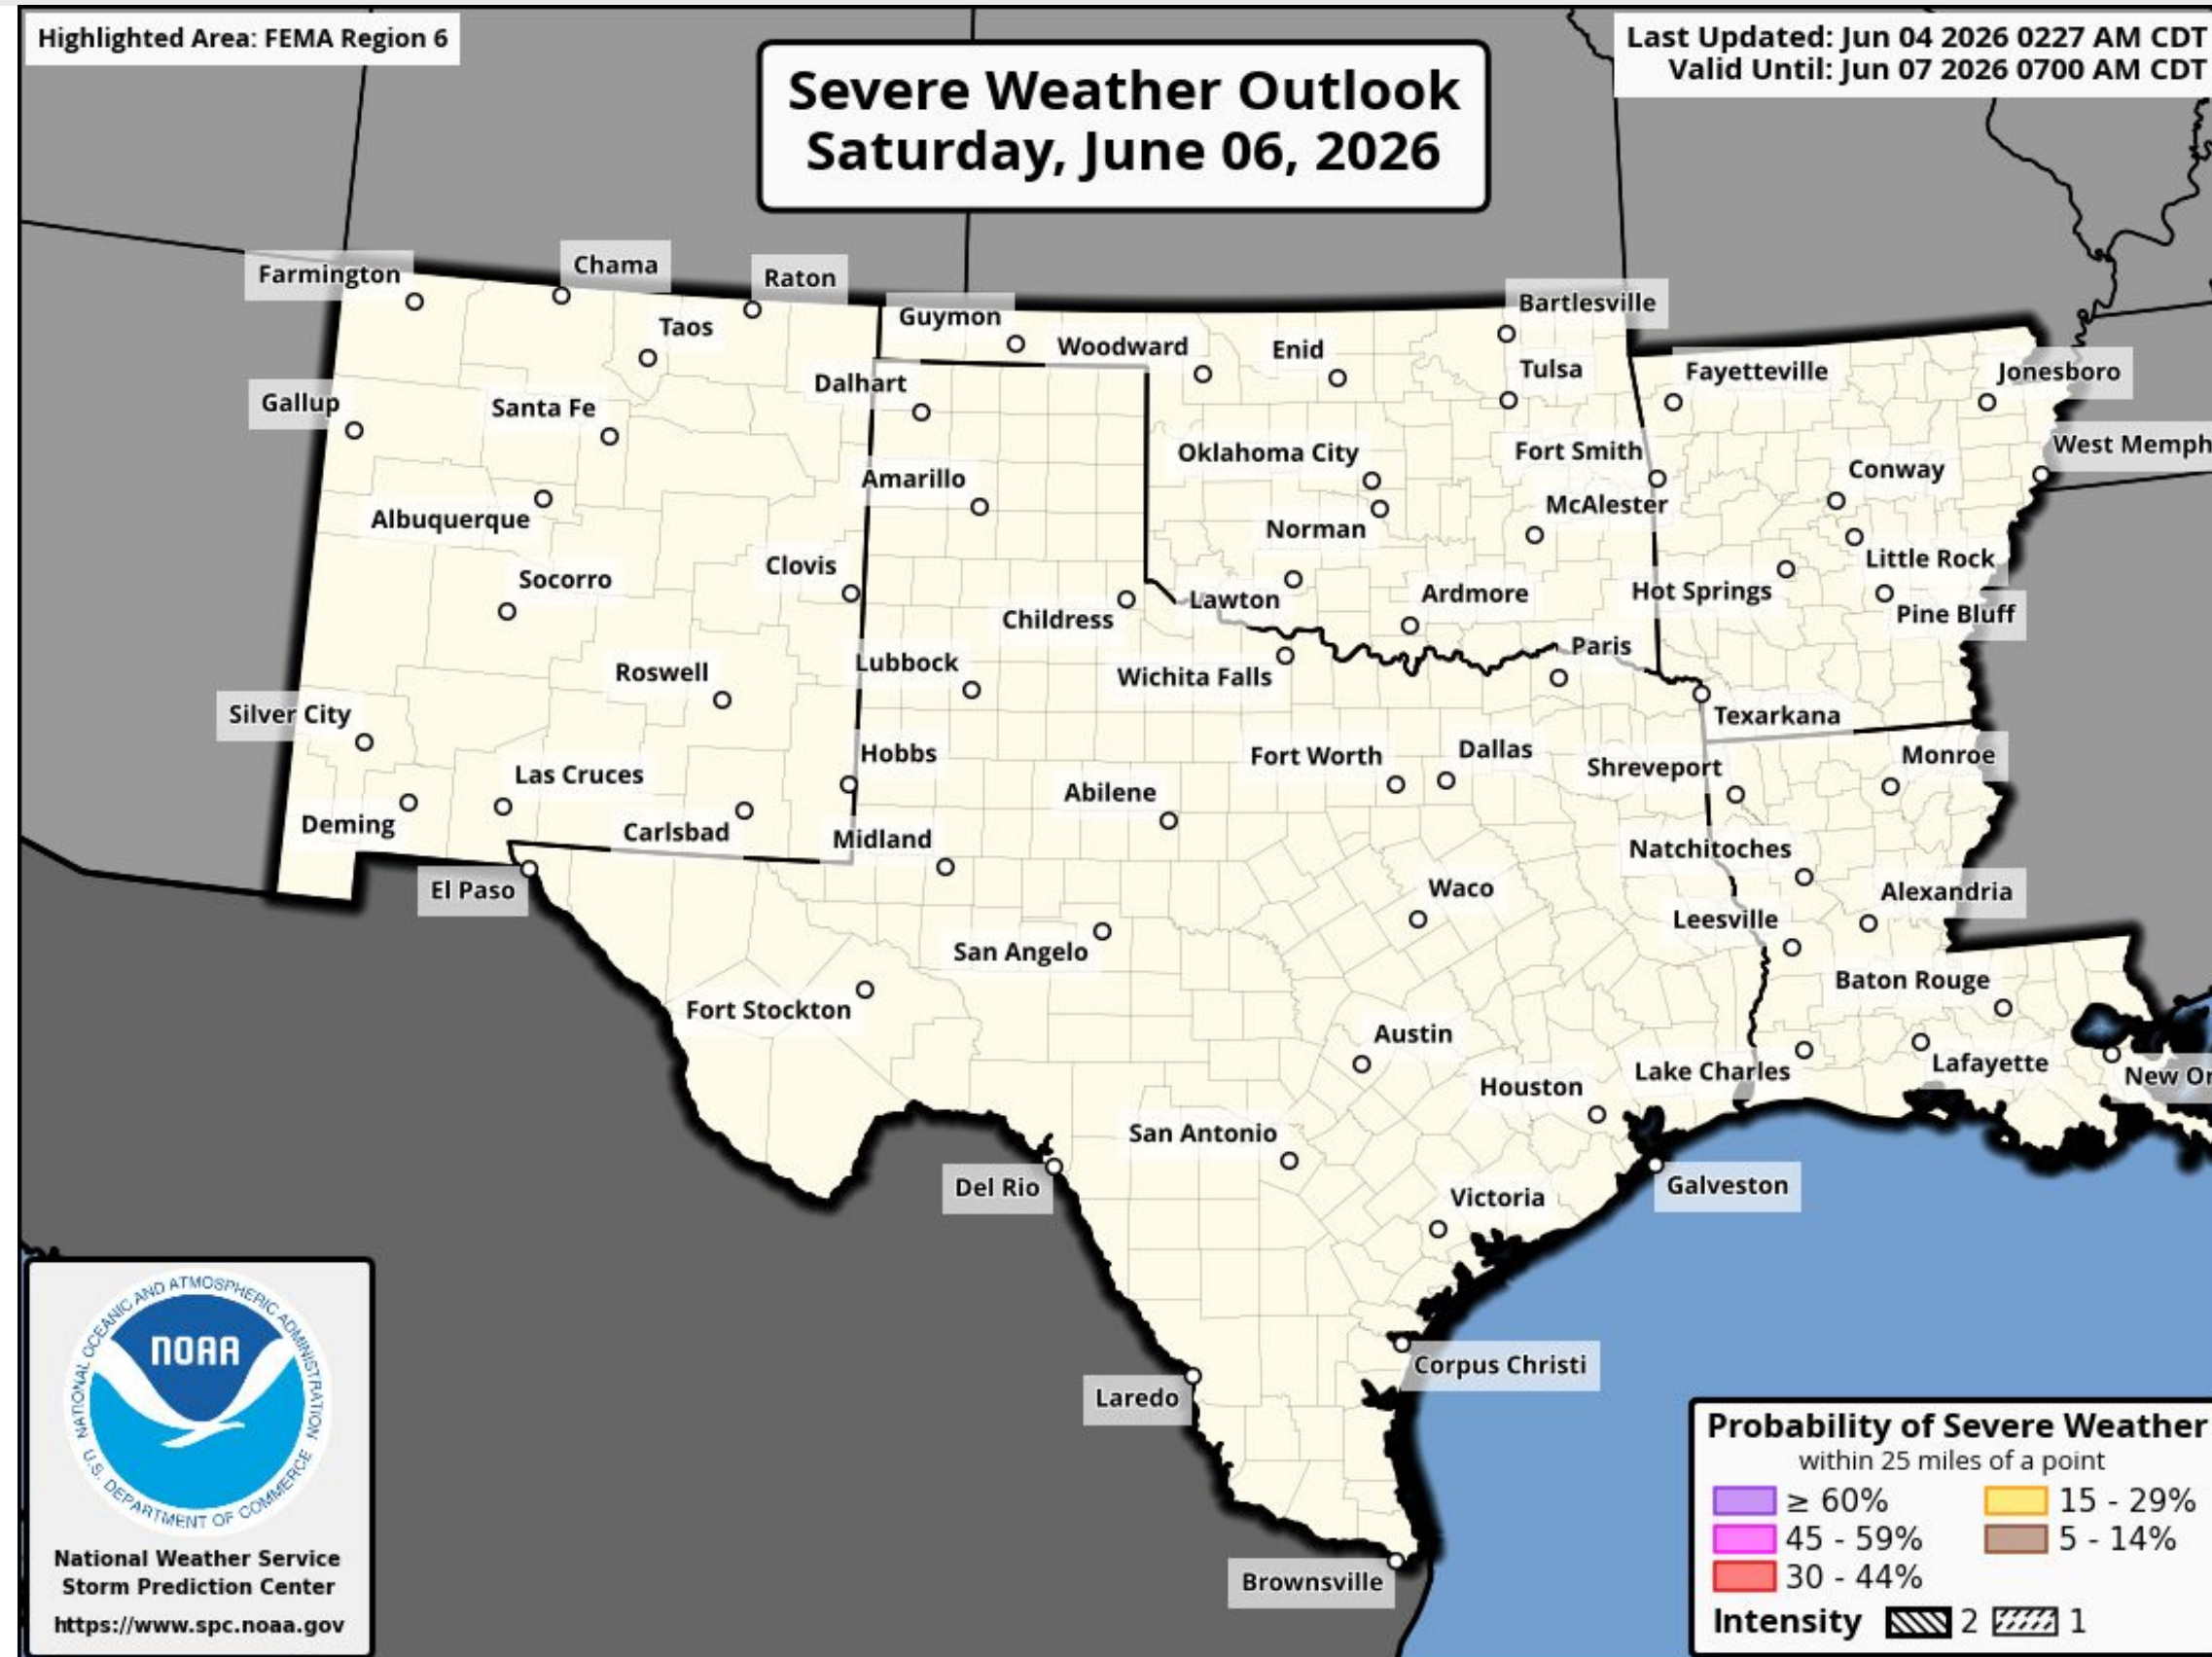 Highlighted Area: FEMA Region 6
Severe Weather Outlook
Saturday, June 06, 2026
Last Updated: Jun 04 2026 0227 AM CDT
Valid Until: Jun 07 2026 0700 AM CDT
Farmington
Chama
Raton
Taos
Guymon
Woodward
Enid
Bartlesville
Tulsa
Fayetteville
Jonesboro
Gallup
Santa Fe
Dalhart
Albuquerque
Amarillo
Oklahoma City
Fort Smith
Conway
West Memph
Norman
McAlester
Socorro
Clovis
Childress
Lawton
Ardmore
Hot Springs
Little Rock
Pine Bluff
Roswell
Lubbock
Wichita Falls
Paris
Texarkana
Silver City
Las Cruces
Hobbs
Abilene
Fort Worth
Dallas
Shreveport
Monroe
Deming
Carlsbad
Midland
Natchitoches
El Paso
Waco
Alexandria
San Angelo
Leesville
Fort Stockton
Baton Rouge
Austin
Houston
Lake Charles
Lafayette
New Or
San Antonio
Del Rio
Victoria
Galveston
Laredo
Corpus Christi
Brownsville
NATIONAL OCEANIC AND ATMOSPHERIC ADMINISTRATION
NOAA
U.S. DEPARTMENT OF COMMERCE
National Weather Service
Storm Prediction Center
https://www.spc.noaa.gov
Probability of Severe Weather
within 25 miles of a point
≥ 60% 15 - 29%
45 - 59% 5 - 14%
30 - 44%
Intensity 2 1